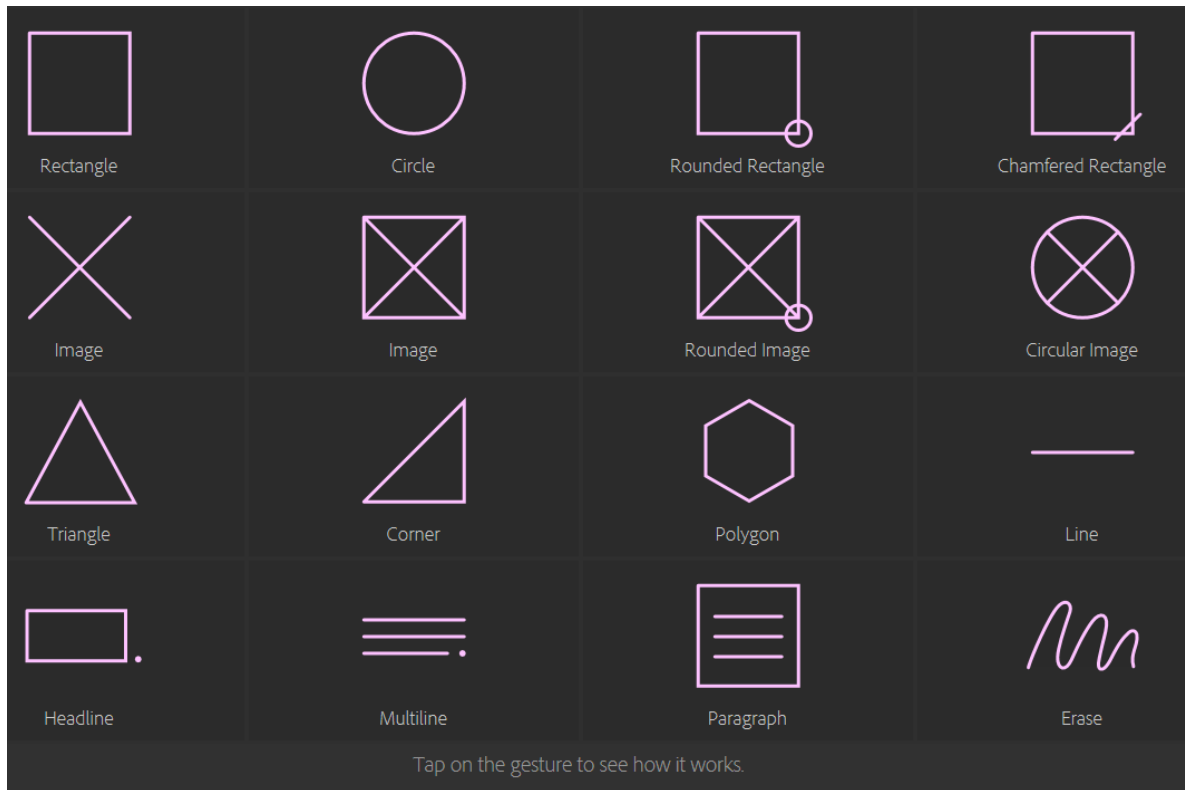 Rectangle
Circle
Rounded Rectangle
Chamfered Rectangle
Image
Image
Rounded Image
Circular Image
Triangle
Corner
Polygon
Line
Headline
Multiline
Paragraph
Erase
Tap on the gesture to see how it works.